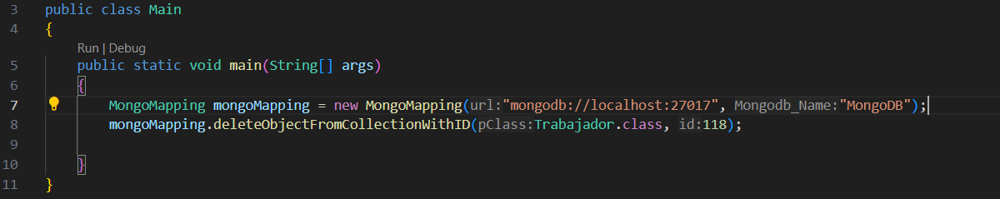 3 public class Main
4 {
Run | Debug
5 public static void main(String[] args)
6 {
7 MongoMapping mongoMapping = new MongoMapping(url:"mongodb://localhost:27017", Mongodb_Name:"MongoDB");
8 mongoMapping.deleteObjectFromCollectionWithID(pClass:Trabajador.class, id:118);
9
10 }
11 }